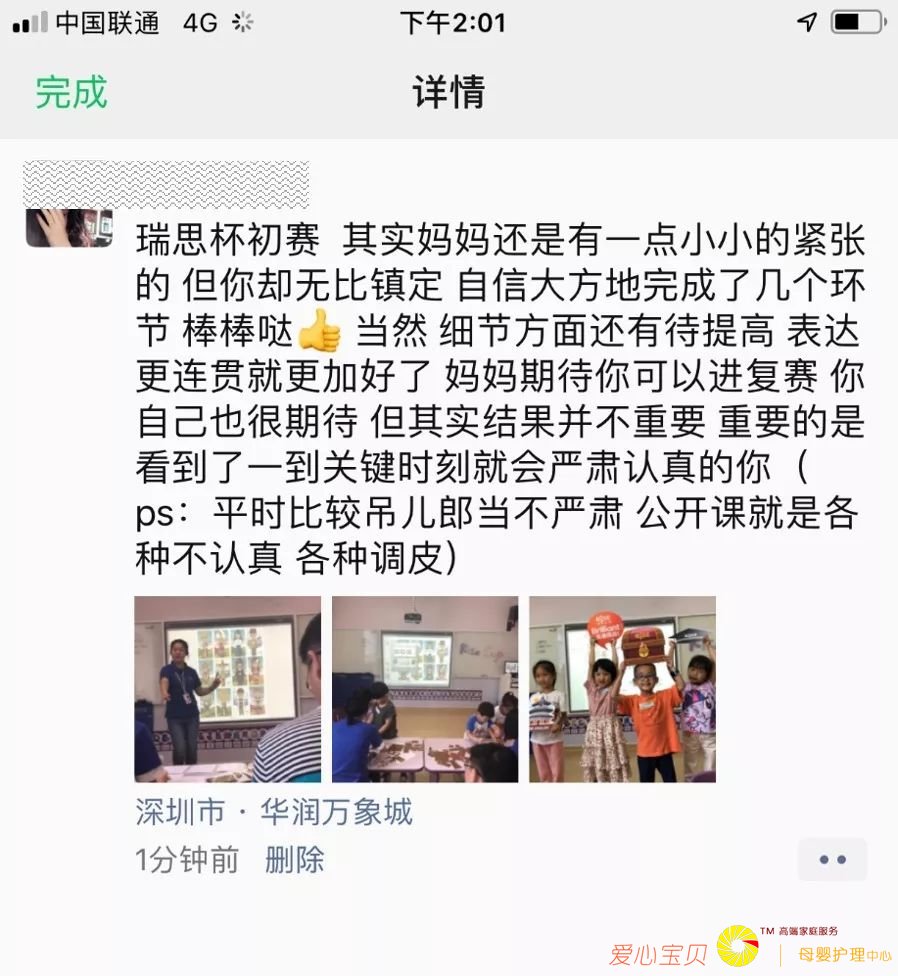 中国联通 4G 下午2:01
完成 详情
瑞思杯初赛 其实妈妈还是有一点小小的紧张
的 但你却无比镇定 自信大方地完成了几个环
节 棒棒哒👍 当然 细节方面还有待提高 表达
更连贯就更加好了 妈妈期待你可以进复赛 你
自己也很期待 但其实结果并不重要 重要的是
看到了一到关键时刻就会严肃认真的你（
ps：平时比较吊儿郎当不严肃 公开课就是各
种不认真 各种调皮）
Brilliant
深圳市·华润万象城
1分钟前 删除
爱心宝贝 TM 高端家庭服务
母婴护理中心